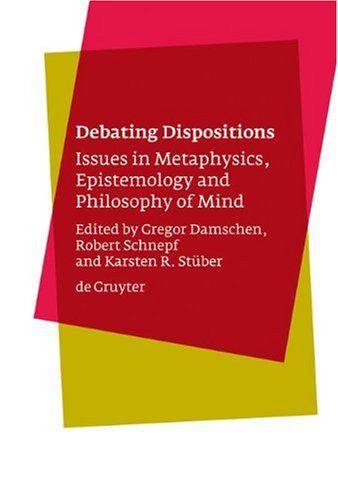 Debating Dispositions
Issues in Metaphysics,
Epistemology and
Philosophy of Mind
Edited by Gregor Damschen,
Robert Schnepf
and Karsten R. Stüber
de Gruyter